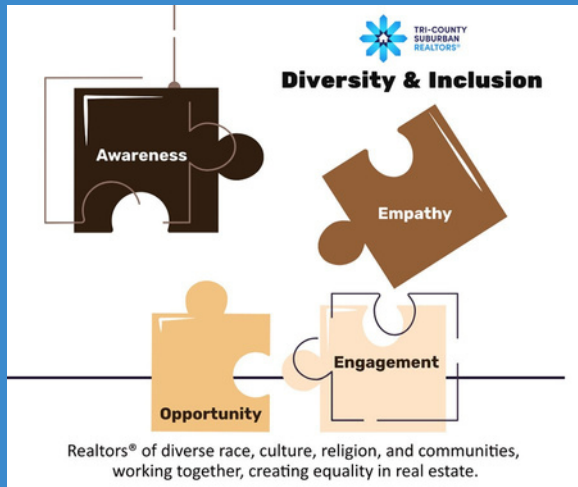 TRI-COUNTY
SUBURBAN
REALTORS®
Diversity & Inclusion
Awareness
Empathy
Engagement
Opportunity
Realtors® of diverse race, culture, religion, and communities,
working together, creating equality in real estate.